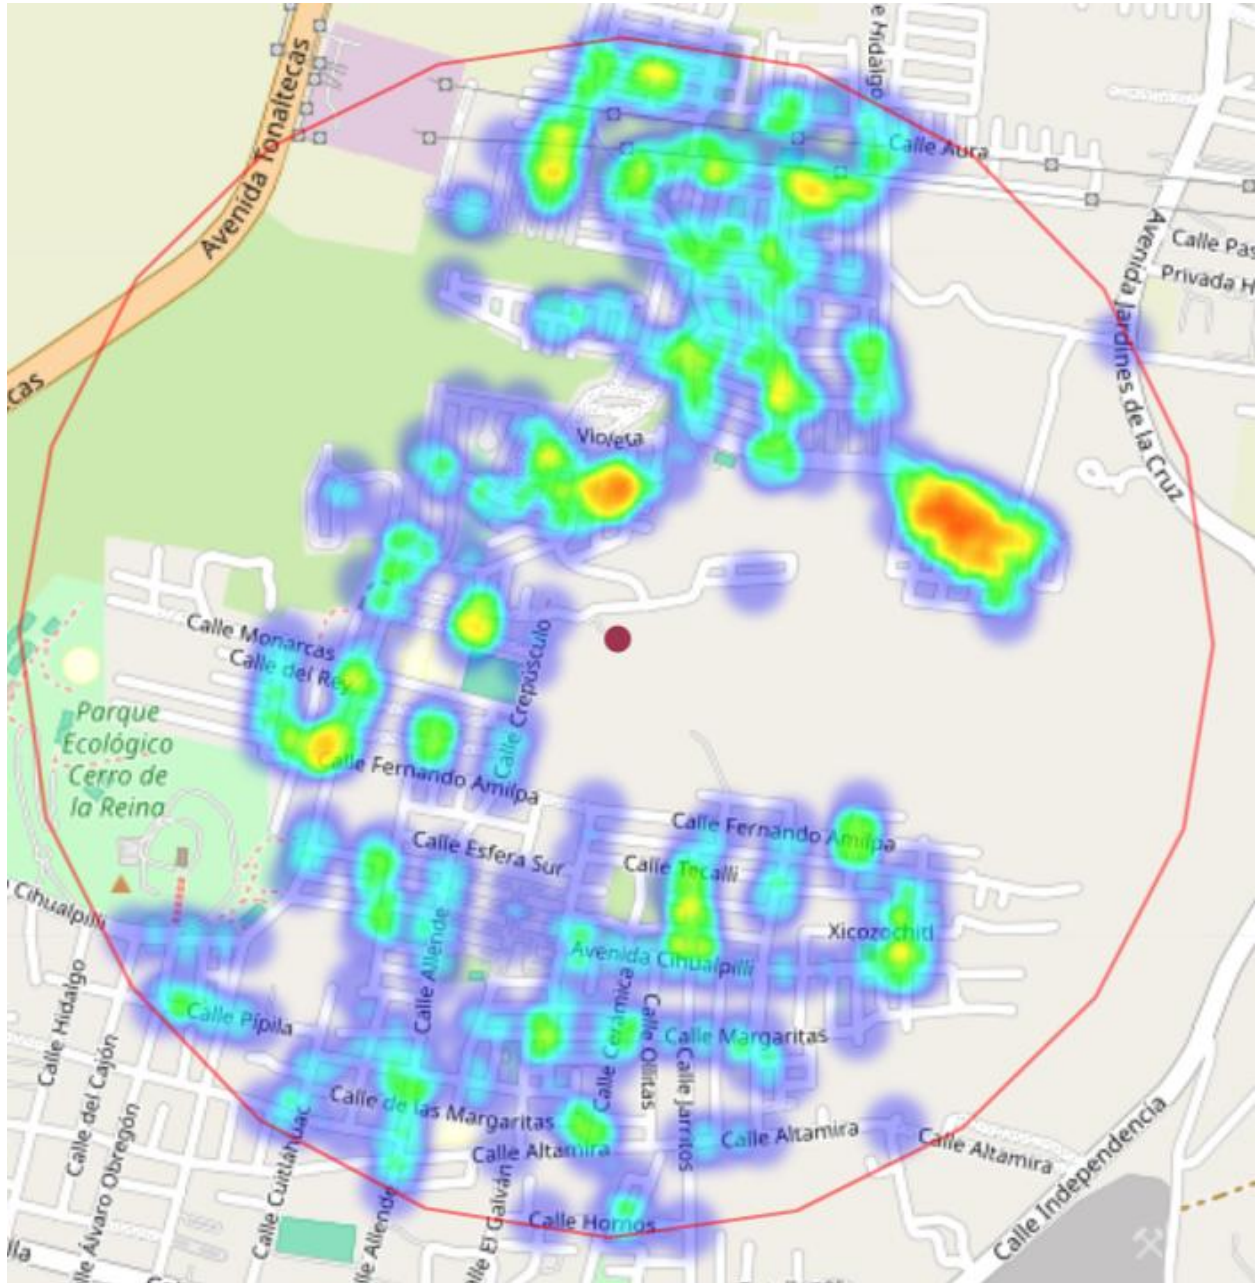 e Hidalgo
Avenida Tonaltecas
Calle Aura
Calle Pas
Privada H
Avenida Jardines de la Cruz
cas
Violeta
Calle Monarcas
Calle del Rey
Calle Crepúsculo
Parque
Ecológico
Cerro de
la Reina
Calle Fernando Amilpa
Calle Fernando Amilpa
Calle Esfera Sur
Calle Tecalli
Cihualpilli
Calle Allende
Xicozochitl
Avenida Cihualpilli
Calle Hidalgo
Calle Pípila
Calle Cerámica
Calle Ollitas
Calle Margaritas
Calle del Cajón
Calle Jarritos
Calle de las Margaritas
Calle Altamira
Calle Altamira
Calle Altamira
Calle Independencia
Calle Cuitláhuac
lle Álvaro Obregón
Calle El Galván
Allende
Calle Hornos
lla